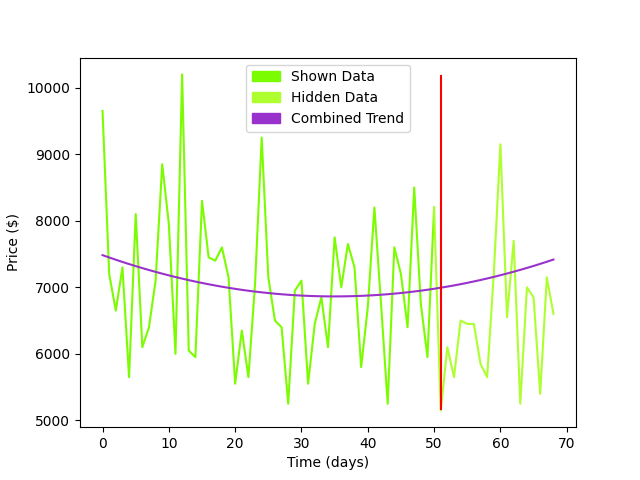 Shown Data
Hidden Data
Combined Trend
Price ($)
10000
9000
8000
7000
6000
5000
0 10 20 30 40 50 60 70
Time (days)